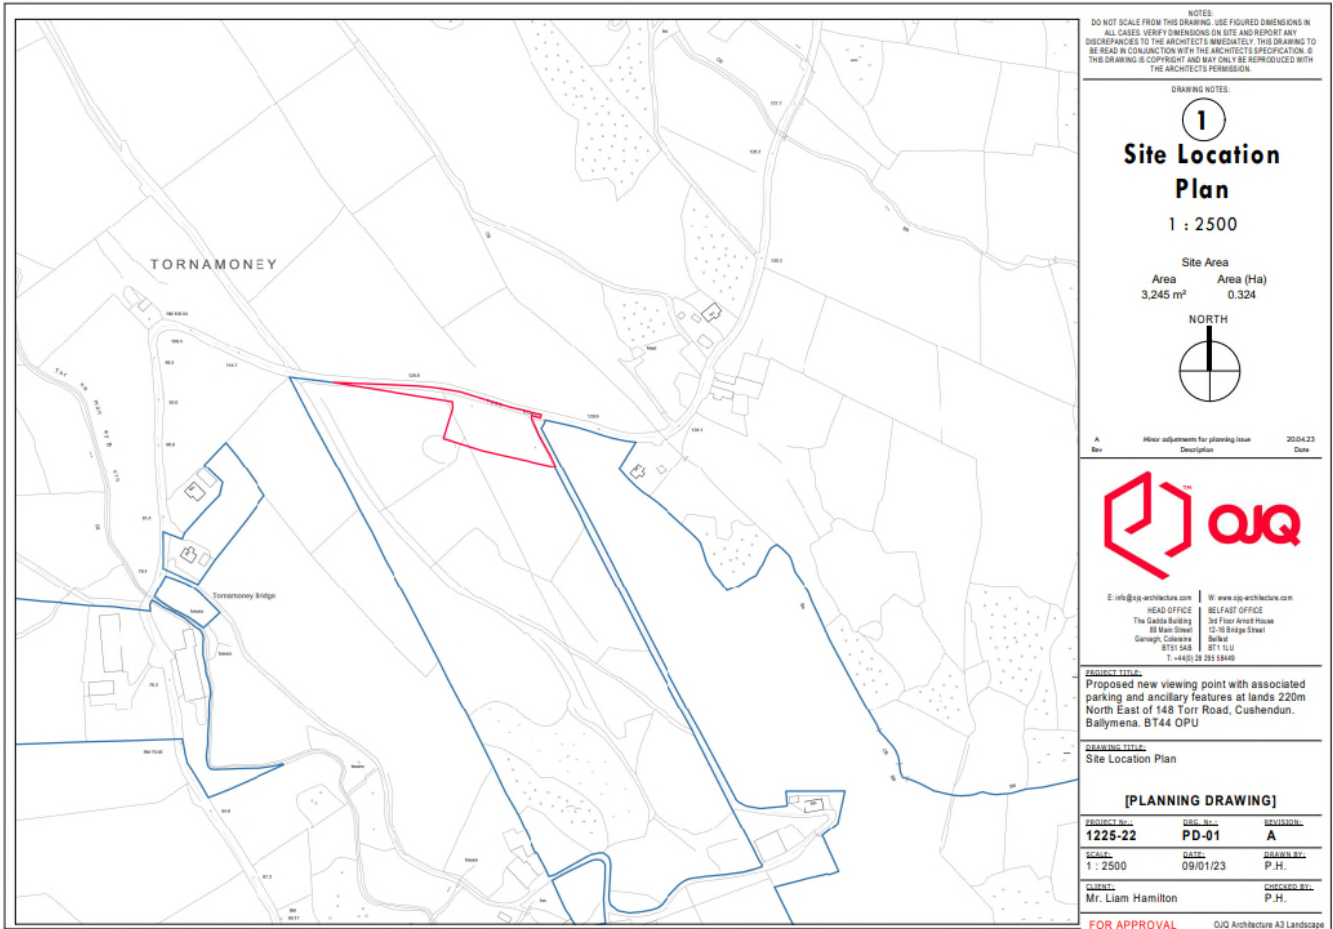 TORNAMONEY
Tornamoney Bridge
NOTES:
DO NOT SCALE FROM THIS DRAWING. USE FIGURED DIMENSIONS IN
ALL CASES. VERIFY DIMENSIONS ON SITE AND REPORT ANY
DISCREPANCIES TO THE ARCHITECTS IMMEDIATELY. THIS DRAWING TO
BE READ IN CONJUNCTION WITH THE ARCHITECTS SPECIFICATION. ©
THIS DRAWING IS COPYRIGHT AND MAY ONLY BE REPRODUCED WITH
THE ARCHITECTS PERMISSION.
DRAWING NOTES:
1
Site Location
Plan
1 : 2500
Site Area
Area Area (Ha)
3,245 m² 0.324
NORTH
A Minor adjustments for planning issue 20.04.23
Rev Description Date
OJQ
E: info@ojq-architecture.com W: www.ojq-architecture.com
HEAD OFFICE BELFAST OFFICE
The Gadda Building 3rd Floor Arnott House
89 Main Street 12-16 Bridge Street
Garvagh, Coleraine Belfast
BT51 5AB BT1 1LU
T: +44(0) 28 295 58449
PROJECT TITLE:
Proposed new viewing point with associated
parking and ancillary features at lands 220m
North East of 148 Torr Road, Cushendun.
Ballymena. BT44 OPU
DRAWING TITLE:
Site Location Plan
[PLANNING DRAWING]
PROJECT Nr.: DRG. Nr.: REVISION:
1225-22 PD-01 A
SCALE: DATE: DRAWN BY:
1 : 2500 09/01/23 P.H.
CLIENT: CHECKED BY:
Mr. Liam Hamilton P.H.
FOR APPROVAL OJQ Architecture A3 Landscape